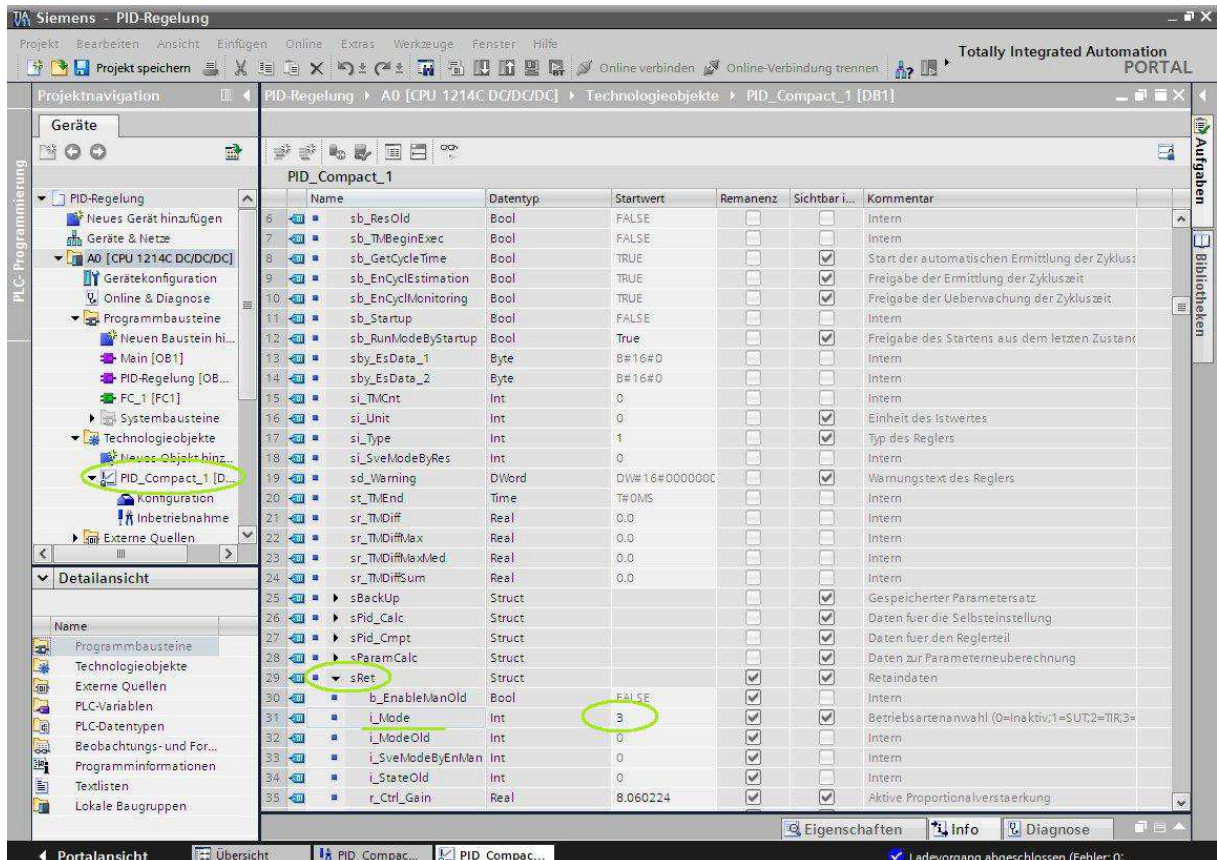 Siemens - PID-Regelung
Projekt Bearbeiten Ansicht Einfügen Online Extras Werkzeuge Fenster Hilfe
Totally Integrated Automation
PORTAL
Projekt speichern Online verbinden Online-Verbindung trennen
Projektnavigation
PID-Regelung A0 [CPU 1214C DC/DC/DC] Technologieobjekte PID_Compact_1 [DB1]
Geräte
PLC- Programmierung
PID-Regelung
Neues Gerät hinzufügen
Geräte & Netze
A0 [CPU 1214C DC/DC/DC]
Gerätekonfiguration
Online & Diagnose
Programmbausteine
Neuen Baustein hi...
Main [OB1]
PID-Regelung [OB...
FC_1 [FC1]
Systembausteine
Technologieobjekte
Neues Objekt hinz...
PID_Compact_1 [D...
Konfiguration
Inbetriebnahme
Externe Quellen
Detailansicht
Name
Programmbausteine
Technologieobjekte
Externe Quellen
PLC-Variablen
PLC-Datentypen
Beobachtungs- und For...
Programminformationen
Textlisten
Lokale Baugruppen
PID_Compact_1
Name Datentyp Startwert Remanenz Sichtbar i... Kommentar
6 sb_ResOld Bool FALSE Intern
7 sb_TMBeginExec Bool FALSE Intern
8 sb_GetCycleTime Bool TRUE Start der automatischen Ermittlung der Zyklusz
9 sb_EnCyclEstimation Bool TRUE Freigabe der Ermittlung der Zykluszeit
10 sb_EnCyclMonitoring Bool TRUE Freigabe der Ueberwachung der Zykluszeit
11 sb_Startup Bool FALSE Intern
12 sb_RunModeByStartup Bool True Freigabe des Startens aus dem letzten Zustand
13 sby_EsData_1 Byte B#16#0 Intern
14 sby_EsData_2 Byte B#16#0 Intern
15 si_TMCnt Int 0 Intern
16 si_Unit Int 0 Einheit des Istwertes
17 si_Type Int 1 Typ des Reglers
18 si_SveModeByRes Int 0 Intern
19 sd_Warning DWord DW#16#0000000 Warnungstext des Reglers
20 st_TMEnd Time T#0MS Intern
21 sr_TMDiff Real 0.0 Intern
22 sr_TMDiffMax Real 0.0 Intern
23 sr_TMDiffMaxMed Real 0.0 Intern
24 sr_TMDiffSum Real 0.0 Intern
25 sBackUp Struct Gespeicherter Parametersatz
26 sPid_Calc Struct Daten fuer die Selbsteinstellung
27 sPid_Cmpt Struct Daten fuer den Reglerteil
28 sParamCalc Struct Daten zur Parameterneuberechnung
29 sRet Struct Retaindaten
30 b_EnableManOld Bool FALSE Intern
31 i_Mode Int 3 Betriebsartenanwahl (0=Inaktiv;1=SUT;2=TIR;3=
32 i_ModeOld Int 0 Intern
33 i_SveModeByEnMan Int 0 Intern
34 i_StateOld Int 0 Intern
35 r_Ctrl_Gain Real 8.060224 Aktive Proportionalverstaerkung
Aufgaben
Bibliotheken
Eigenschaften Info Diagnose
Portalansicht Übersicht PID_Compac... PID_Compac... Ladevorgang abgeschlossen (Fehler: 0;